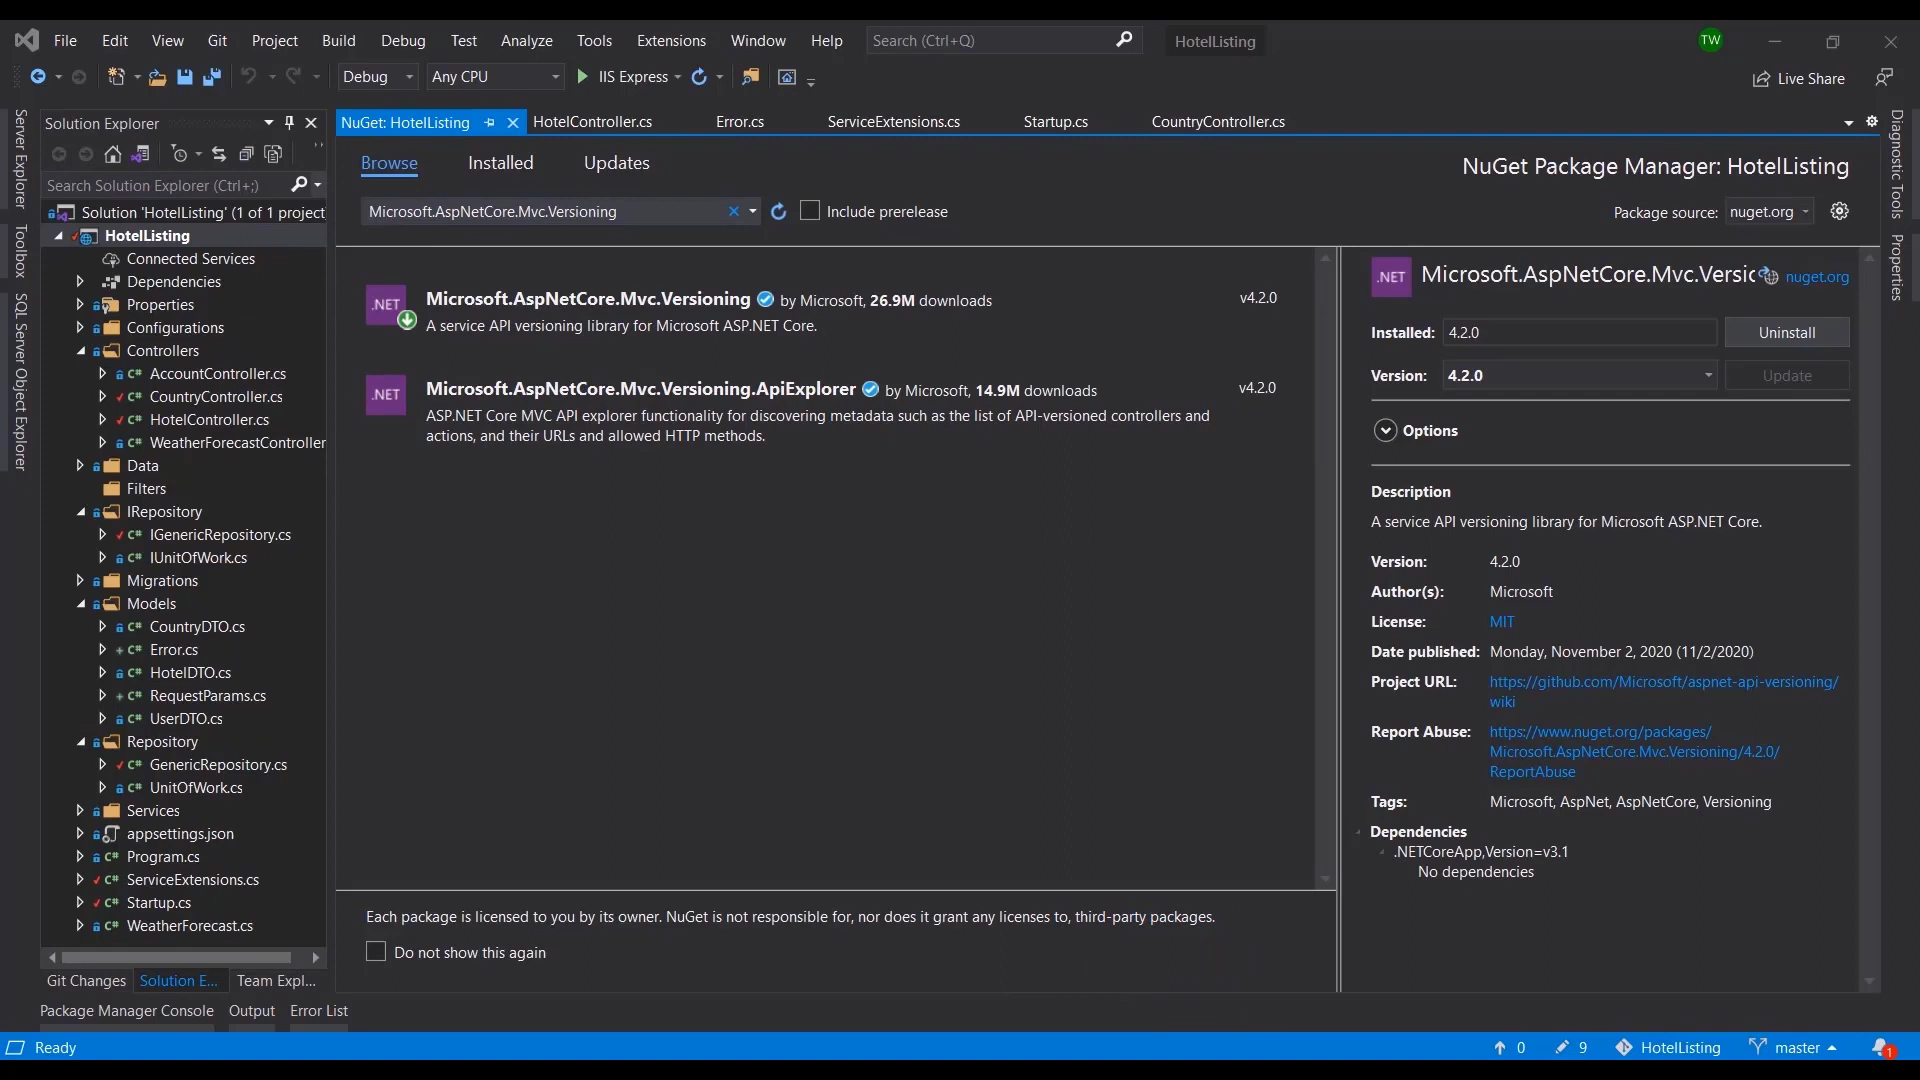 File Edit View Git Project Build Debug Test Analyze Tools Extensions Window Help Search (Ctrl+Q) HotelListing TW
Debug Any CPU IIS Express Live Share
Server Explorer
Toolbox
SQL Server Object Explorer
Solution Explorer
Search Solution Explorer (Ctrl+;)
Solution 'HotelListing' (1 of 1 project
HotelListing
Connected Services
Dependencies
Properties
Configurations
Controllers
C# AccountController.cs
C# CountryController.cs
C# HotelController.cs
C# WeatherForecastController
Data
Filters
IRepository
C# IGenericRepository.cs
C# IUnitOfWork.cs
Migrations
Models
C# CountryDTO.cs
C# Error.cs
C# HotelDTO.cs
C# RequestParams.cs
C# UserDTO.cs
Repository
C# GenericRepository.cs
C# UnitOfWork.cs
Services
appsettings.json
C# Program.cs
C# ServiceExtensions.cs
C# Startup.cs
C# WeatherForecast.cs
Git Changes Solution E... Team Expl...
NuGet: HotelListing HotelController.cs Error.cs ServiceExtensions.cs Startup.cs CountryController.cs
Browse Installed Updates
NuGet Package Manager: HotelListing
Microsoft.AspNetCore.Mvc.Versioning
Include prerelease
Package source: nuget.org
.NET
Microsoft.AspNetCore.Mvc.Versioning by Microsoft, 26.9M downloads v4.2.0
A service API versioning library for Microsoft ASP.NET Core.
.NET
Microsoft.AspNetCore.Mvc.Versioning.ApiExplorer by Microsoft, 14.9M downloads v4.2.0
ASP.NET Core MVC API explorer functionality for discovering metadata such as the list of API-versioned controllers and
actions, and their URLs and allowed HTTP methods.
Each package is licensed to you by its owner. NuGet is not responsible for, nor does it grant any licenses to, third-party packages.
Do not show this again
.NET Microsoft.AspNetCore.Mvc.Versic nuget.org
Installed: 4.2.0 Uninstall
Version: 4.2.0 Update
Options
Description
A service API versioning library for Microsoft ASP.NET Core.
Version: 4.2.0
Author(s): Microsoft
License: MIT
Date published: Monday, November 2, 2020 (11/2/2020)
Project URL: https://github.com/Microsoft/aspnet-api-versioning/
wiki
Report Abuse: https://www.nuget.org/packages/
Microsoft.AspNetCore.Mvc.Versioning/4.2.0/
ReportAbuse
Tags: Microsoft, AspNet, AspNetCore, Versioning
Dependencies
.NETCoreApp,Version=v3.1
No dependencies
Diagnostic Tools
Properties
Package Manager Console Output Error List
Ready 0 9 HotelListing master 1